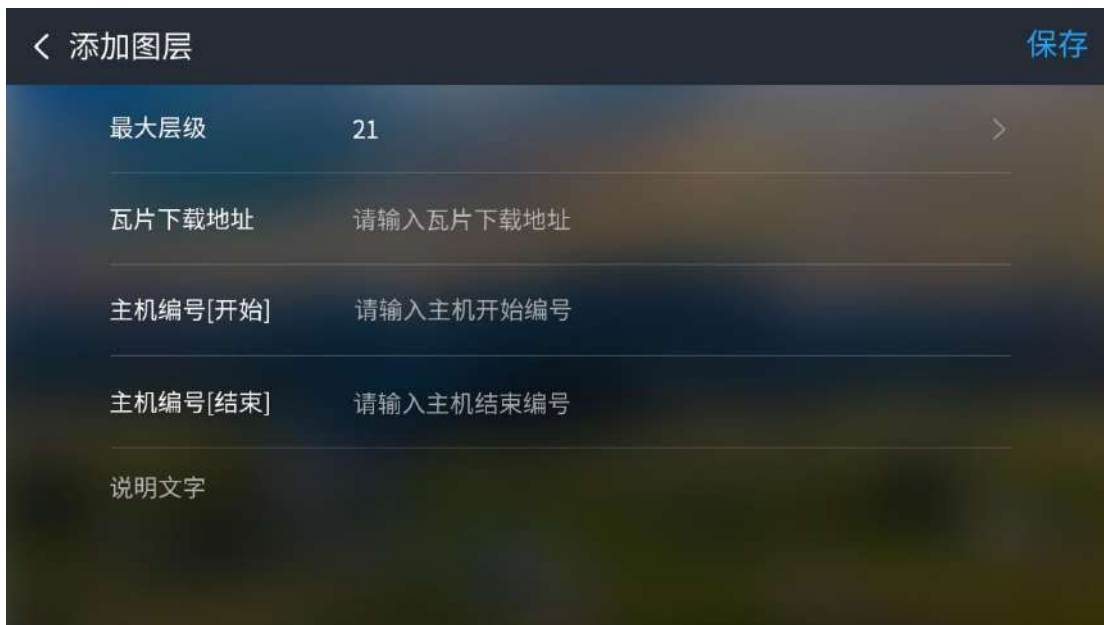 添加图层 保存
最大层级 21
瓦片下载地址 请输入瓦片下载地址
主机编号[开始] 请输入主机开始编号
主机编号[结束] 请输入主机结束编号
说明文字